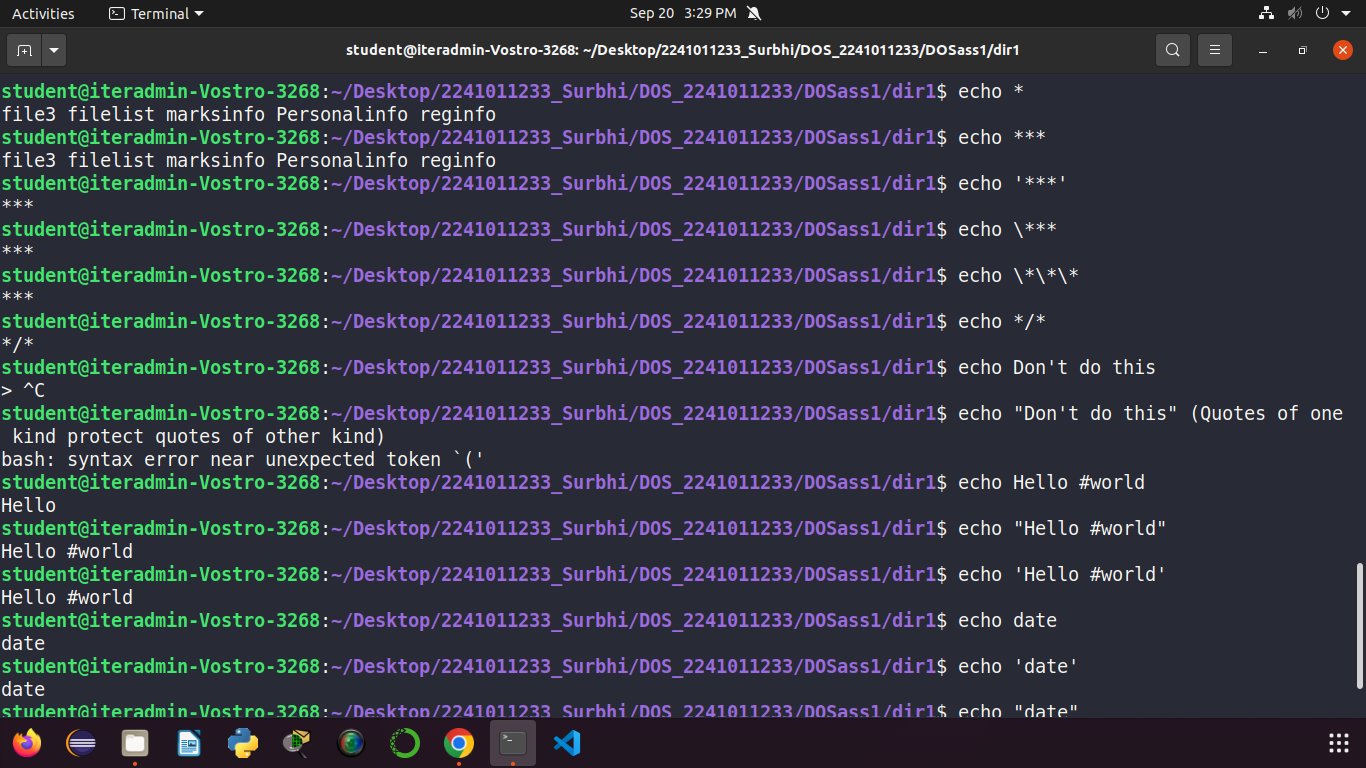 Activities
Terminal
Sep 20 3:29 PM
student@iteradmin-Vostro-3268: ~/Desktop/2241011233_Surbhi/DOS_2241011233/DOSass1/dir1
student@iteradmin-Vostro-3268:~/Desktop/2241011233_Surbhi/DOS_2241011233/DOSass1/dir1$ echo *
file3 filelist marksinfo Personalinfo reginfo
student@iteradmin-Vostro-3268:~/Desktop/2241011233_Surbhi/DOS_2241011233/DOSass1/dir1$ echo ***
file3 filelist marksinfo Personalinfo reginfo
student@iteradmin-Vostro-3268:~/Desktop/2241011233_Surbhi/DOS_2241011233/DOSass1/dir1$ echo '***'
***
student@iteradmin-Vostro-3268:~/Desktop/2241011233_Surbhi/DOS_2241011233/DOSass1/dir1$ echo \***
***
student@iteradmin-Vostro-3268:~/Desktop/2241011233_Surbhi/DOS_2241011233/DOSass1/dir1$ echo \*\*\*
***
student@iteradmin-Vostro-3268:~/Desktop/2241011233_Surbhi/DOS_2241011233/DOSass1/dir1$ echo */*
*/*
student@iteradmin-Vostro-3268:~/Desktop/2241011233_Surbhi/DOS_2241011233/DOSass1/dir1$ echo Don't do this
> ^C
student@iteradmin-Vostro-3268:~/Desktop/2241011233_Surbhi/DOS_2241011233/DOSass1/dir1$ echo "Don't do this" (Quotes of one
 kind protect quotes of other kind)
bash: syntax error near unexpected token `('
student@iteradmin-Vostro-3268:~/Desktop/2241011233_Surbhi/DOS_2241011233/DOSass1/dir1$ echo Hello #world
Hello
student@iteradmin-Vostro-3268:~/Desktop/2241011233_Surbhi/DOS_2241011233/DOSass1/dir1$ echo "Hello #world"
Hello #world
student@iteradmin-Vostro-3268:~/Desktop/2241011233_Surbhi/DOS_2241011233/DOSass1/dir1$ echo 'Hello #world'
Hello #world
student@iteradmin-Vostro-3268:~/Desktop/2241011233_Surbhi/DOS_2241011233/DOSass1/dir1$ echo date
date
student@iteradmin-Vostro-3268:~/Desktop/2241011233_Surbhi/DOS_2241011233/DOSass1/dir1$ echo 'date'
date
student@iteradmin-Vostro-3268:~/Desktop/2241011233_Surbhi/DOS_2241011233/DOSass1/dir1$ echo "date"